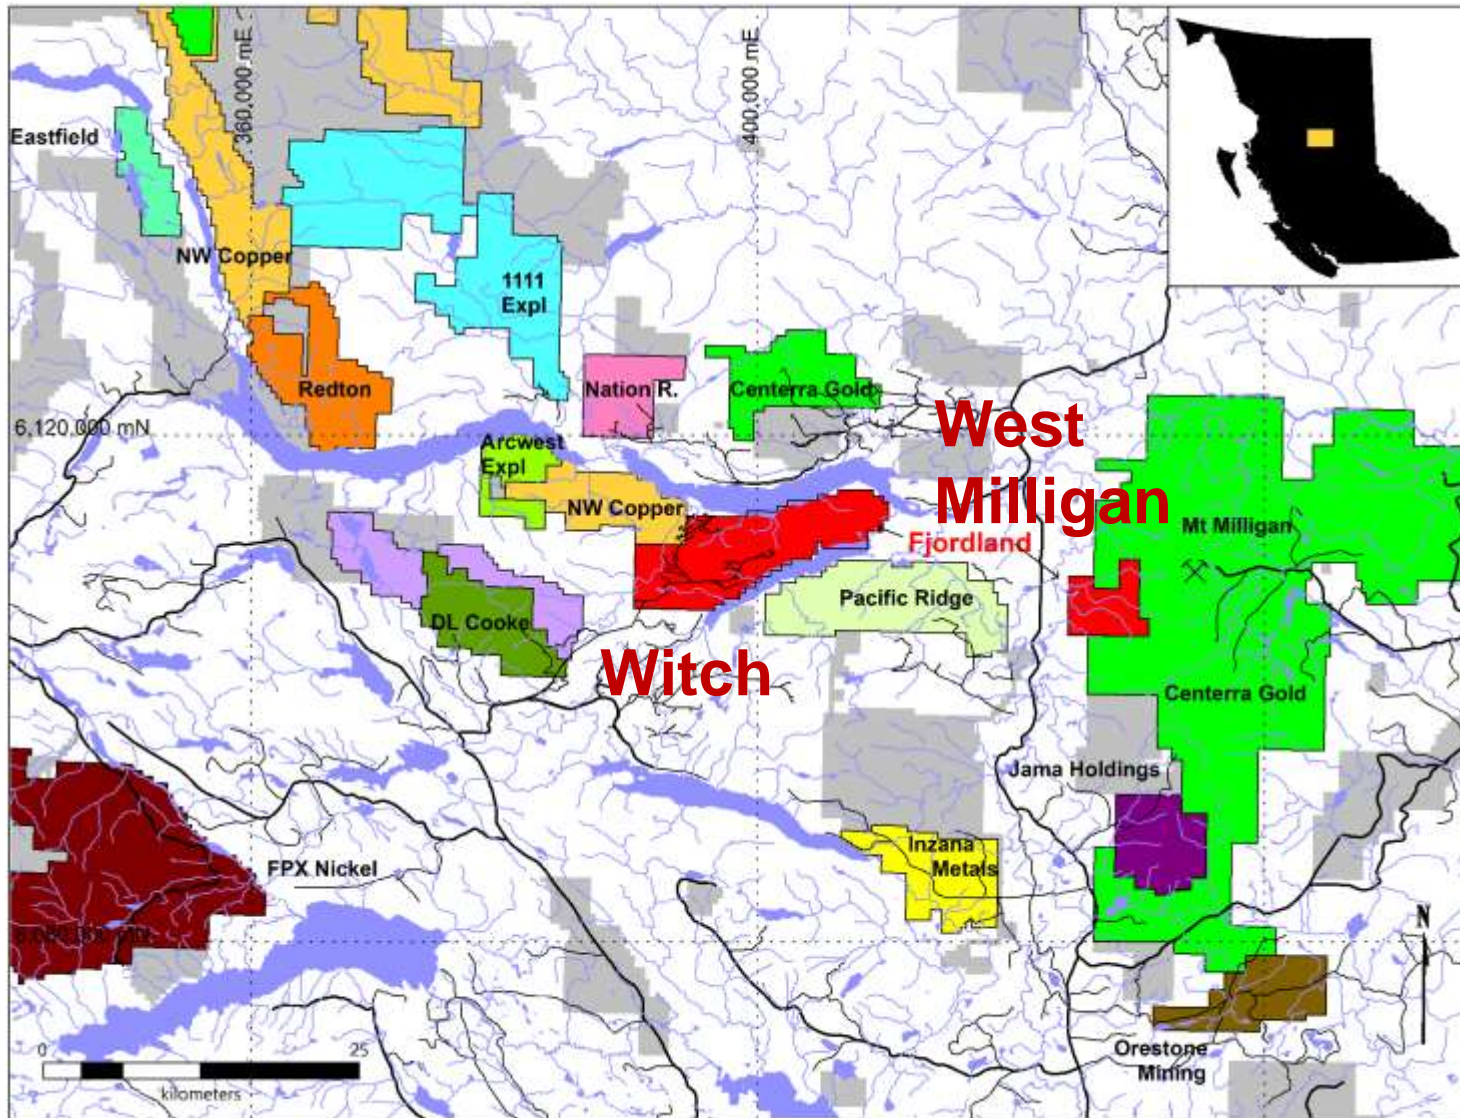 360,000 mE
400,000 mE
Eastfield
NW Copper
1111
Expl
Redton
Nation R.
Centerra Gold
6,120,000 mN
Arcwest
Expl
West
Milligan
NW Copper
Mt Milligan
Fjordland
Pacific Ridge
DL Cooke
Witch
Centerra Gold
Jama Holdings
Inzana
Metals
FPX Nickel
N
Orestone
Mining
0 25
kilometers